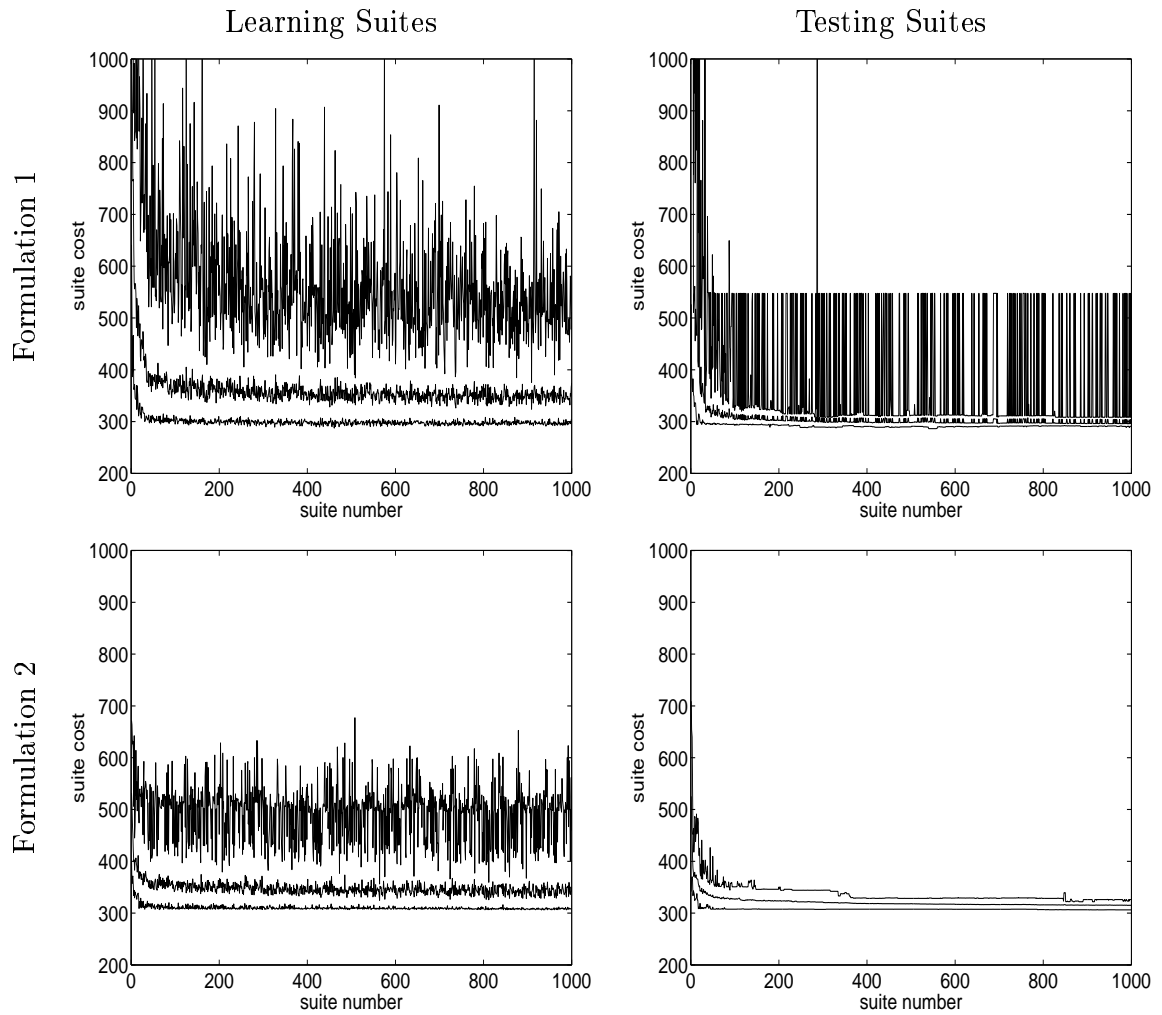 Learning Suites
Testing Suites
Formulation 1
1000
900
800
700
600
500
400
300
200
suite cost
0 200 400 600 800 1000
suite number
1000
900
800
700
600
500
400
300
200
suite cost
0 200 400 600 800 1000
suite number
Formulation 2
1000
900
800
700
600
500
400
300
200
suite cost
0 200 400 600 800 1000
suite number
1000
900
800
700
600
500
400
300
200
suite cost
0 200 400 600 800 1000
suite number